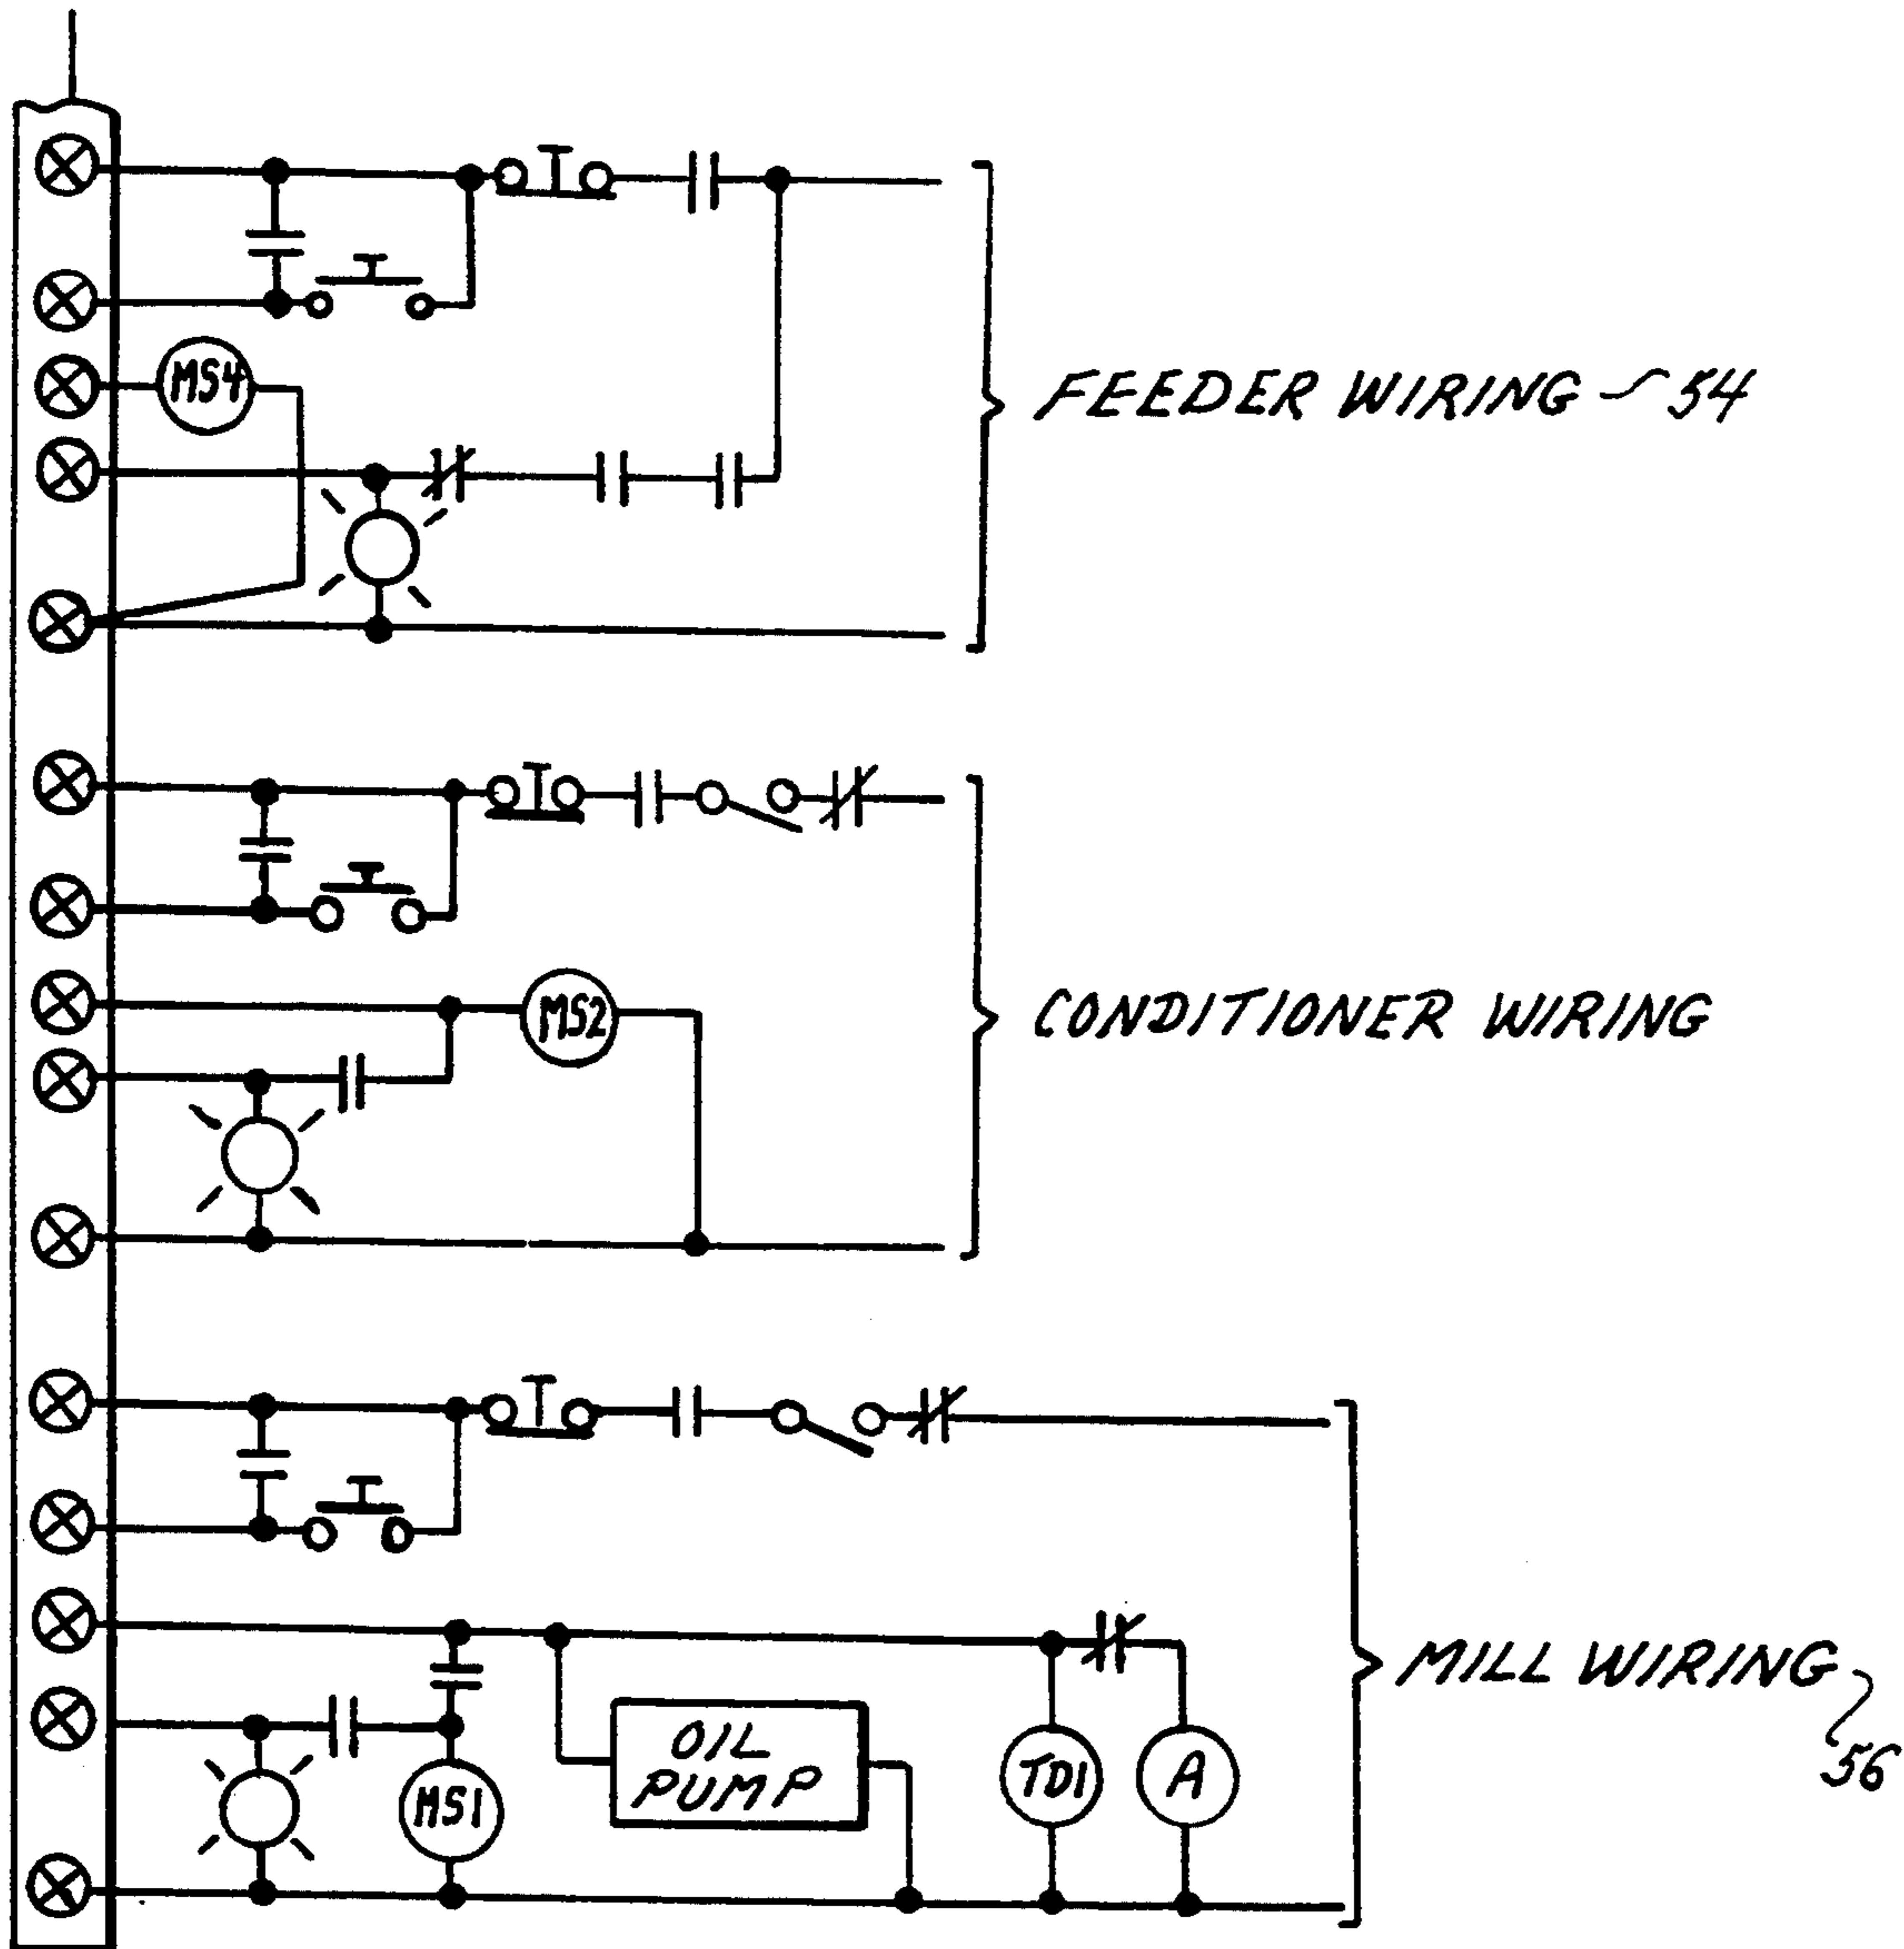 MS4
FEEDER WIRING 54
MS2
CONDITIONER WIRING
MILL WIRING
56
OIL
PUMP
MS1
TD1
A